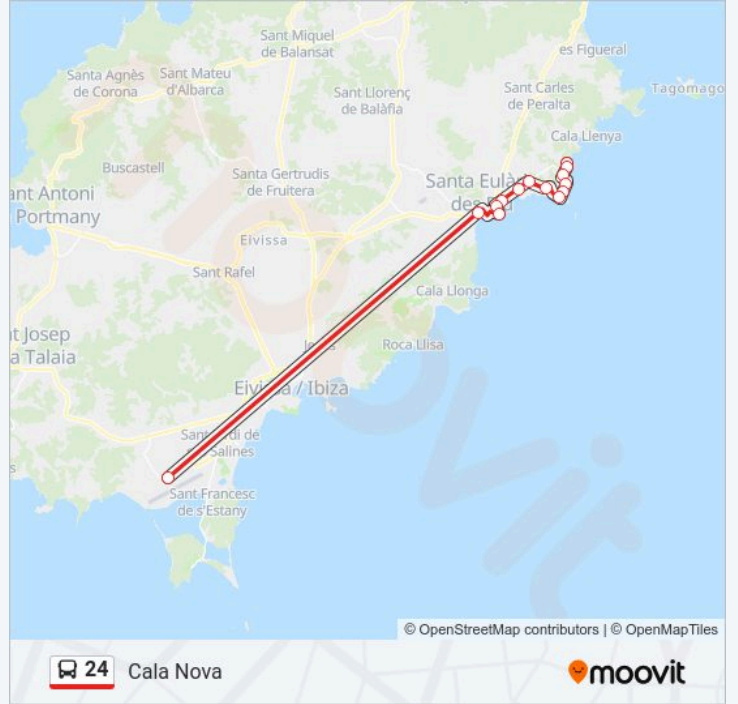 Sant Miquel
de Balansat
es Figueral
Santa Agnès
de Corona
Sant Mateu
d'Albarca
Sant Llorenç
de Balàfia
Sant Carles
de Peralta
Tagomago
Cala Llenya
Buscastell
Santa Gertrudis
de Fruitera
Santa Eulà
des
ant Antoni
Portmany
Eivissa
Sant Rafel
Cala Llonga
t Josep
a Talaia
Roca Llisa
Eivissa / Ibiza
Sant
di de
Salines
s
Sant Francesc
de s'Estany
moovit
© OpenStreetMap contributors | © OpenMapTiles
24 Cala Nova
moovit